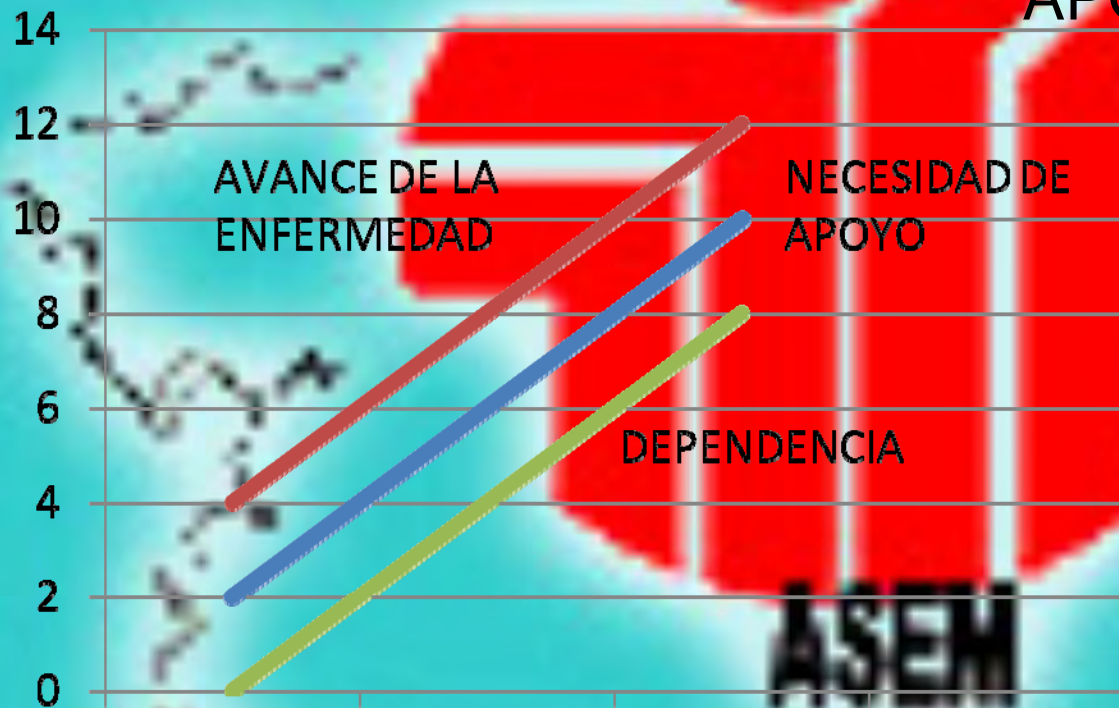 14
12
10
8
6
4
2
0
AVANCE DE LA
ENFERMEDAD
NECESIDAD DE
APOYO
DEPENDENCIA
ASEM